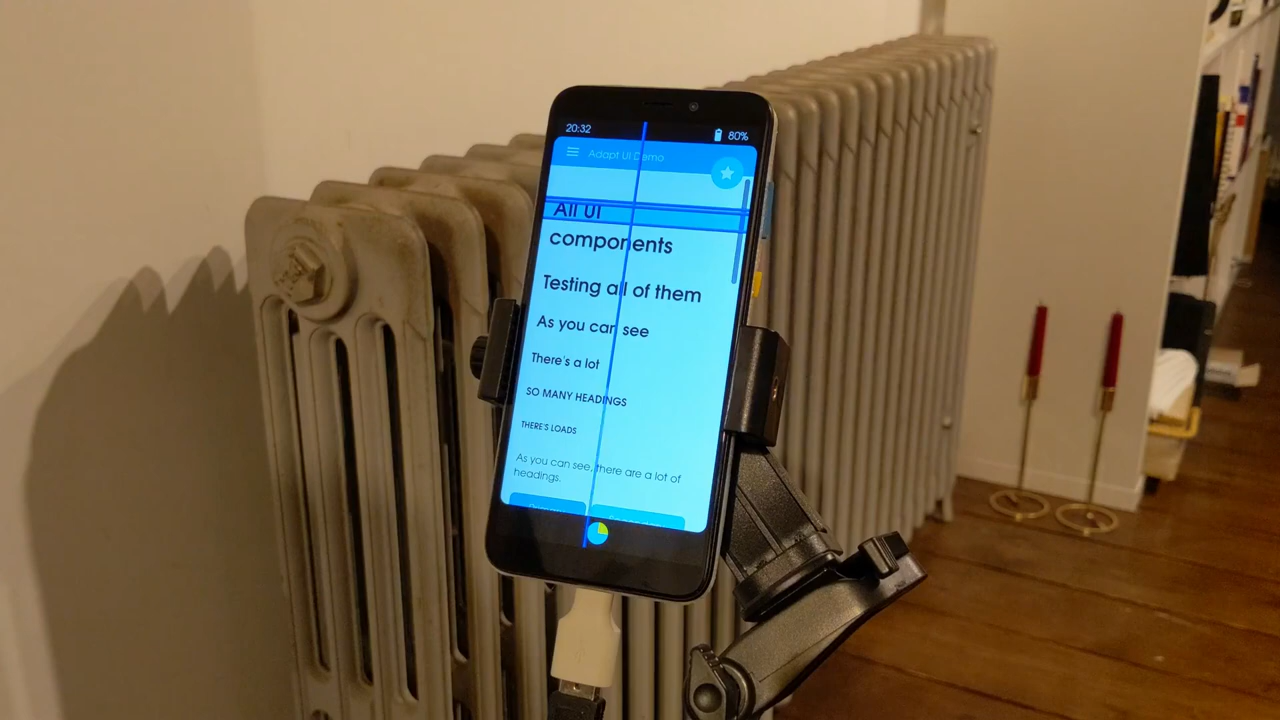 20:32
80%
Adapt UI Demo
All UI
components
Testing all of them
As you can see
There's a lot
SO MANY HEADINGS
THERE'S LOADS
As you can see, there are a lot of
headings.